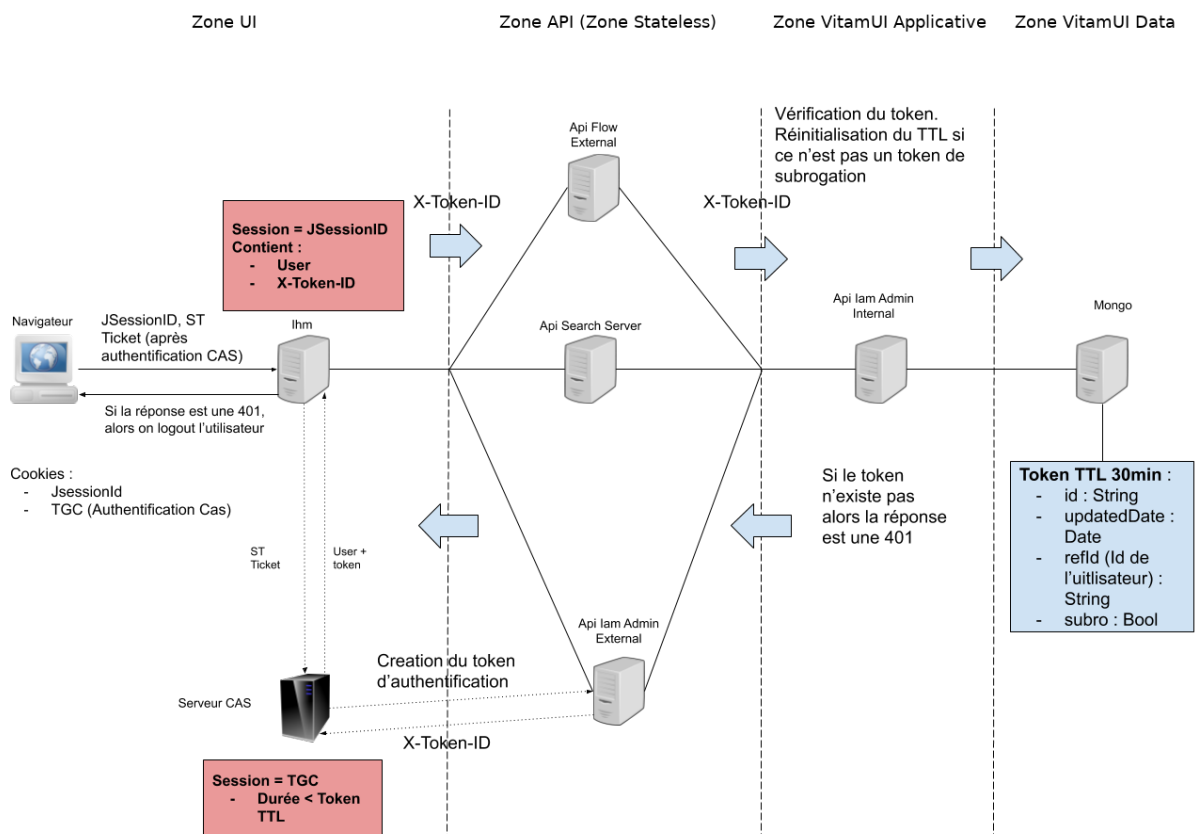 Zone UI
Zone API (Zone Stateless)
Zone VitamUI Applicative
Zone VitamUI Data
Api Flow
External
Vérification du token.
Réinitialisation du TTL si
ce n'est pas un token de
subrogation
X-Token-ID
X-Token-ID
Session = JSessionID
Contient :
- User
- X-Token-ID
Navigateur
JSessionID, ST
Ticket (après
authentification CAS)
Ihm
Api Search Server
Api Iam Admin
Internal
Mongo
Si la réponse est une 401,
alors on logout l'utilisateur
Cookies :
- JsessionId
- TGC (Authentification Cas)
Si le token
n'existe pas
alors la réponse
est une 401
Token TTL 30min :
- id : String
- updatedDate :
Date
- refId (Id de
l'uitlisateur) :
String
- subro : Bool
ST
Ticket
User +
token
Api Iam Admin
External
Creation du token
d'authentification
Serveur CAS
X-Token-ID
Session = TGC
- Durée < Token
TTL